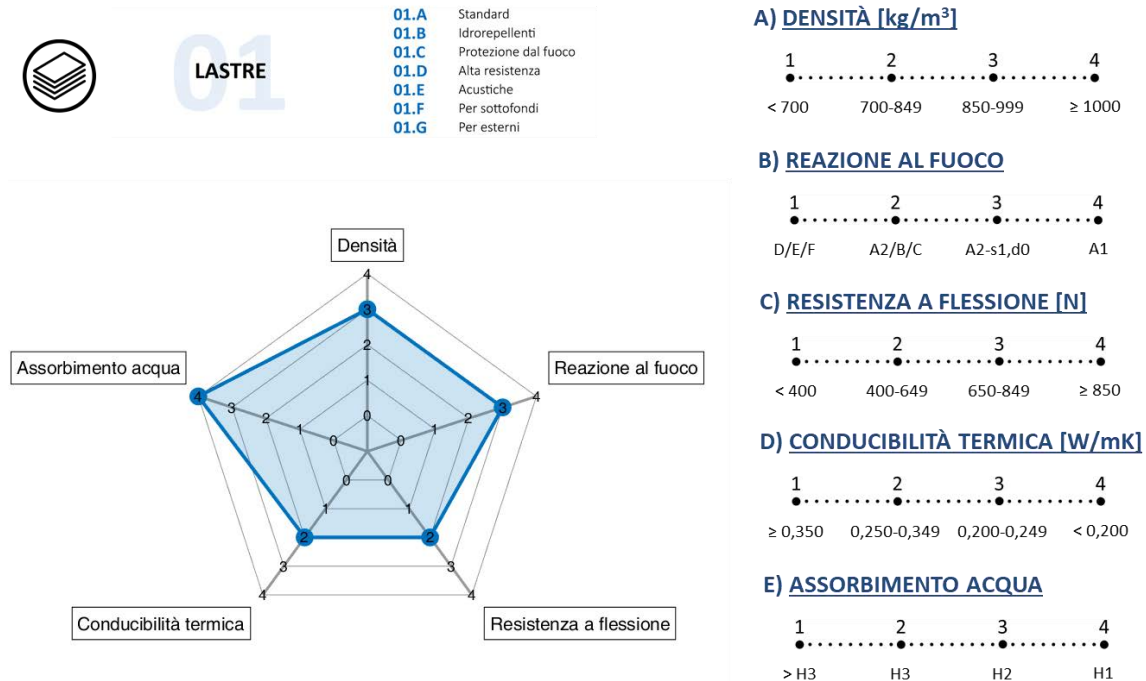 01
LASTRE
01.A Standard
01.B Idrorepellenti
01.C Protezione dal fuoco
01.D Alta resistenza
01.E Acustiche
01.F Per sottofondi
01.G Per esterni
Densità
4
3
2
1
0
Reazione al fuoco
4
3
2
1
0
Resistenza a flessione
4
3
2
1
0
Conducibilità termica
4
3
2
1
0
Assorbimento acqua
4
3
2
1
0
A) DENSITÀ [kg/m³]
1 2 3 4
< 700 700-849 850-999 ≥ 1000
B) REAZIONE AL FUOCO
1 2 3 4
D/E/F A2/B/C A2-s1,d0 A1
C) RESISTENZA A FLESSIONE [N]
1 2 3 4
< 400 400-649 650-849 ≥ 850
D) CONDUCIBILITÀ TERMICA [W/mK]
1 2 3 4
≥ 0,350 0,250-0,349 0,200-0,249 < 0,200
E) ASSORBIMENTO ACQUA
1 2 3 4
> H3 H3 H2 H1